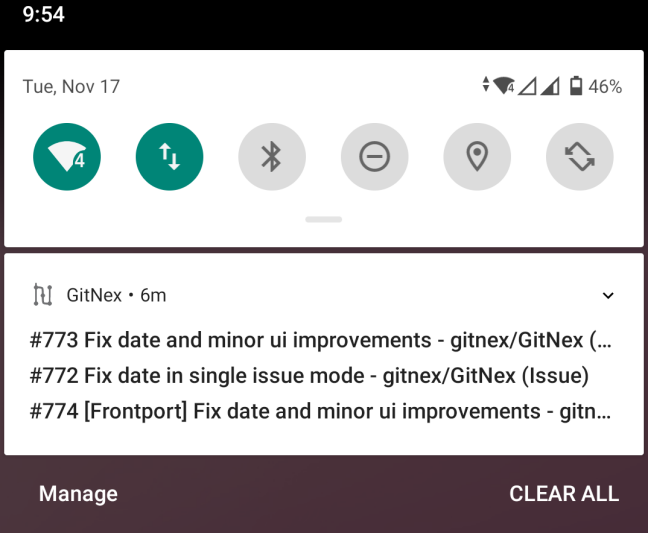 9:54
Tue, Nov 17
4
46%
4
GitNex • 6m
#773 Fix date and minor ui improvements - gitnex/GitNex (...
#772 Fix date in single issue mode - gitnex/GitNex (Issue)
#774 [Frontport] Fix date and minor ui improvements - gitn...
Manage
CLEAR ALL